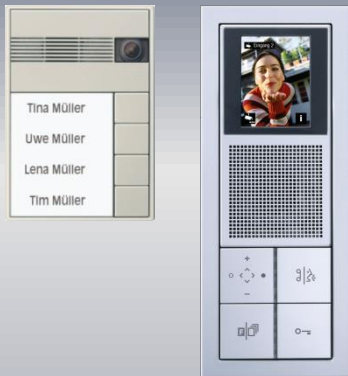 Tina Müller
Uwe Müller
Lena Müller
Tim Müller
Eingang 2
i
+
−